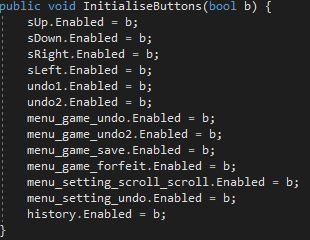 public void InitialiseButtons(bool b) {
sUp.Enabled = b;
sDown.Enabled = b;
sRight.Enabled = b;
sLeft.Enabled = b;
undo1.Enabled = b;
undo2.Enabled = b;
menu_game_undo.Enabled = b;
menu_game_undo2.Enabled = b;
menu_game_save.Enabled = b;
menu_game_forfeit.Enabled = b;
menu_setting_scroll_scroll.Enabled = b;
menu_setting_undo.Enabled = b;
history.Enabled = b;
}